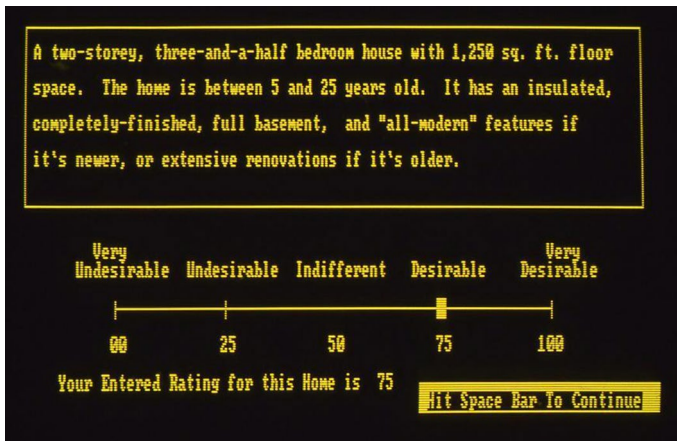 A two-storey, three-and-a-half bedroom house with 1,250 sq. ft. floor
space. The home is between 5 and 25 years old. It has an insulated,
completely-finished, full basement, and "all-modern" features if
it's newer, or extensive renovations if it's older.
Very Very
Undesirable Undesirable Indifferent Desirable Desirable
00 25 50 75 100
Your Entered Rating for this Home is 75
Hit Space Bar To Continue